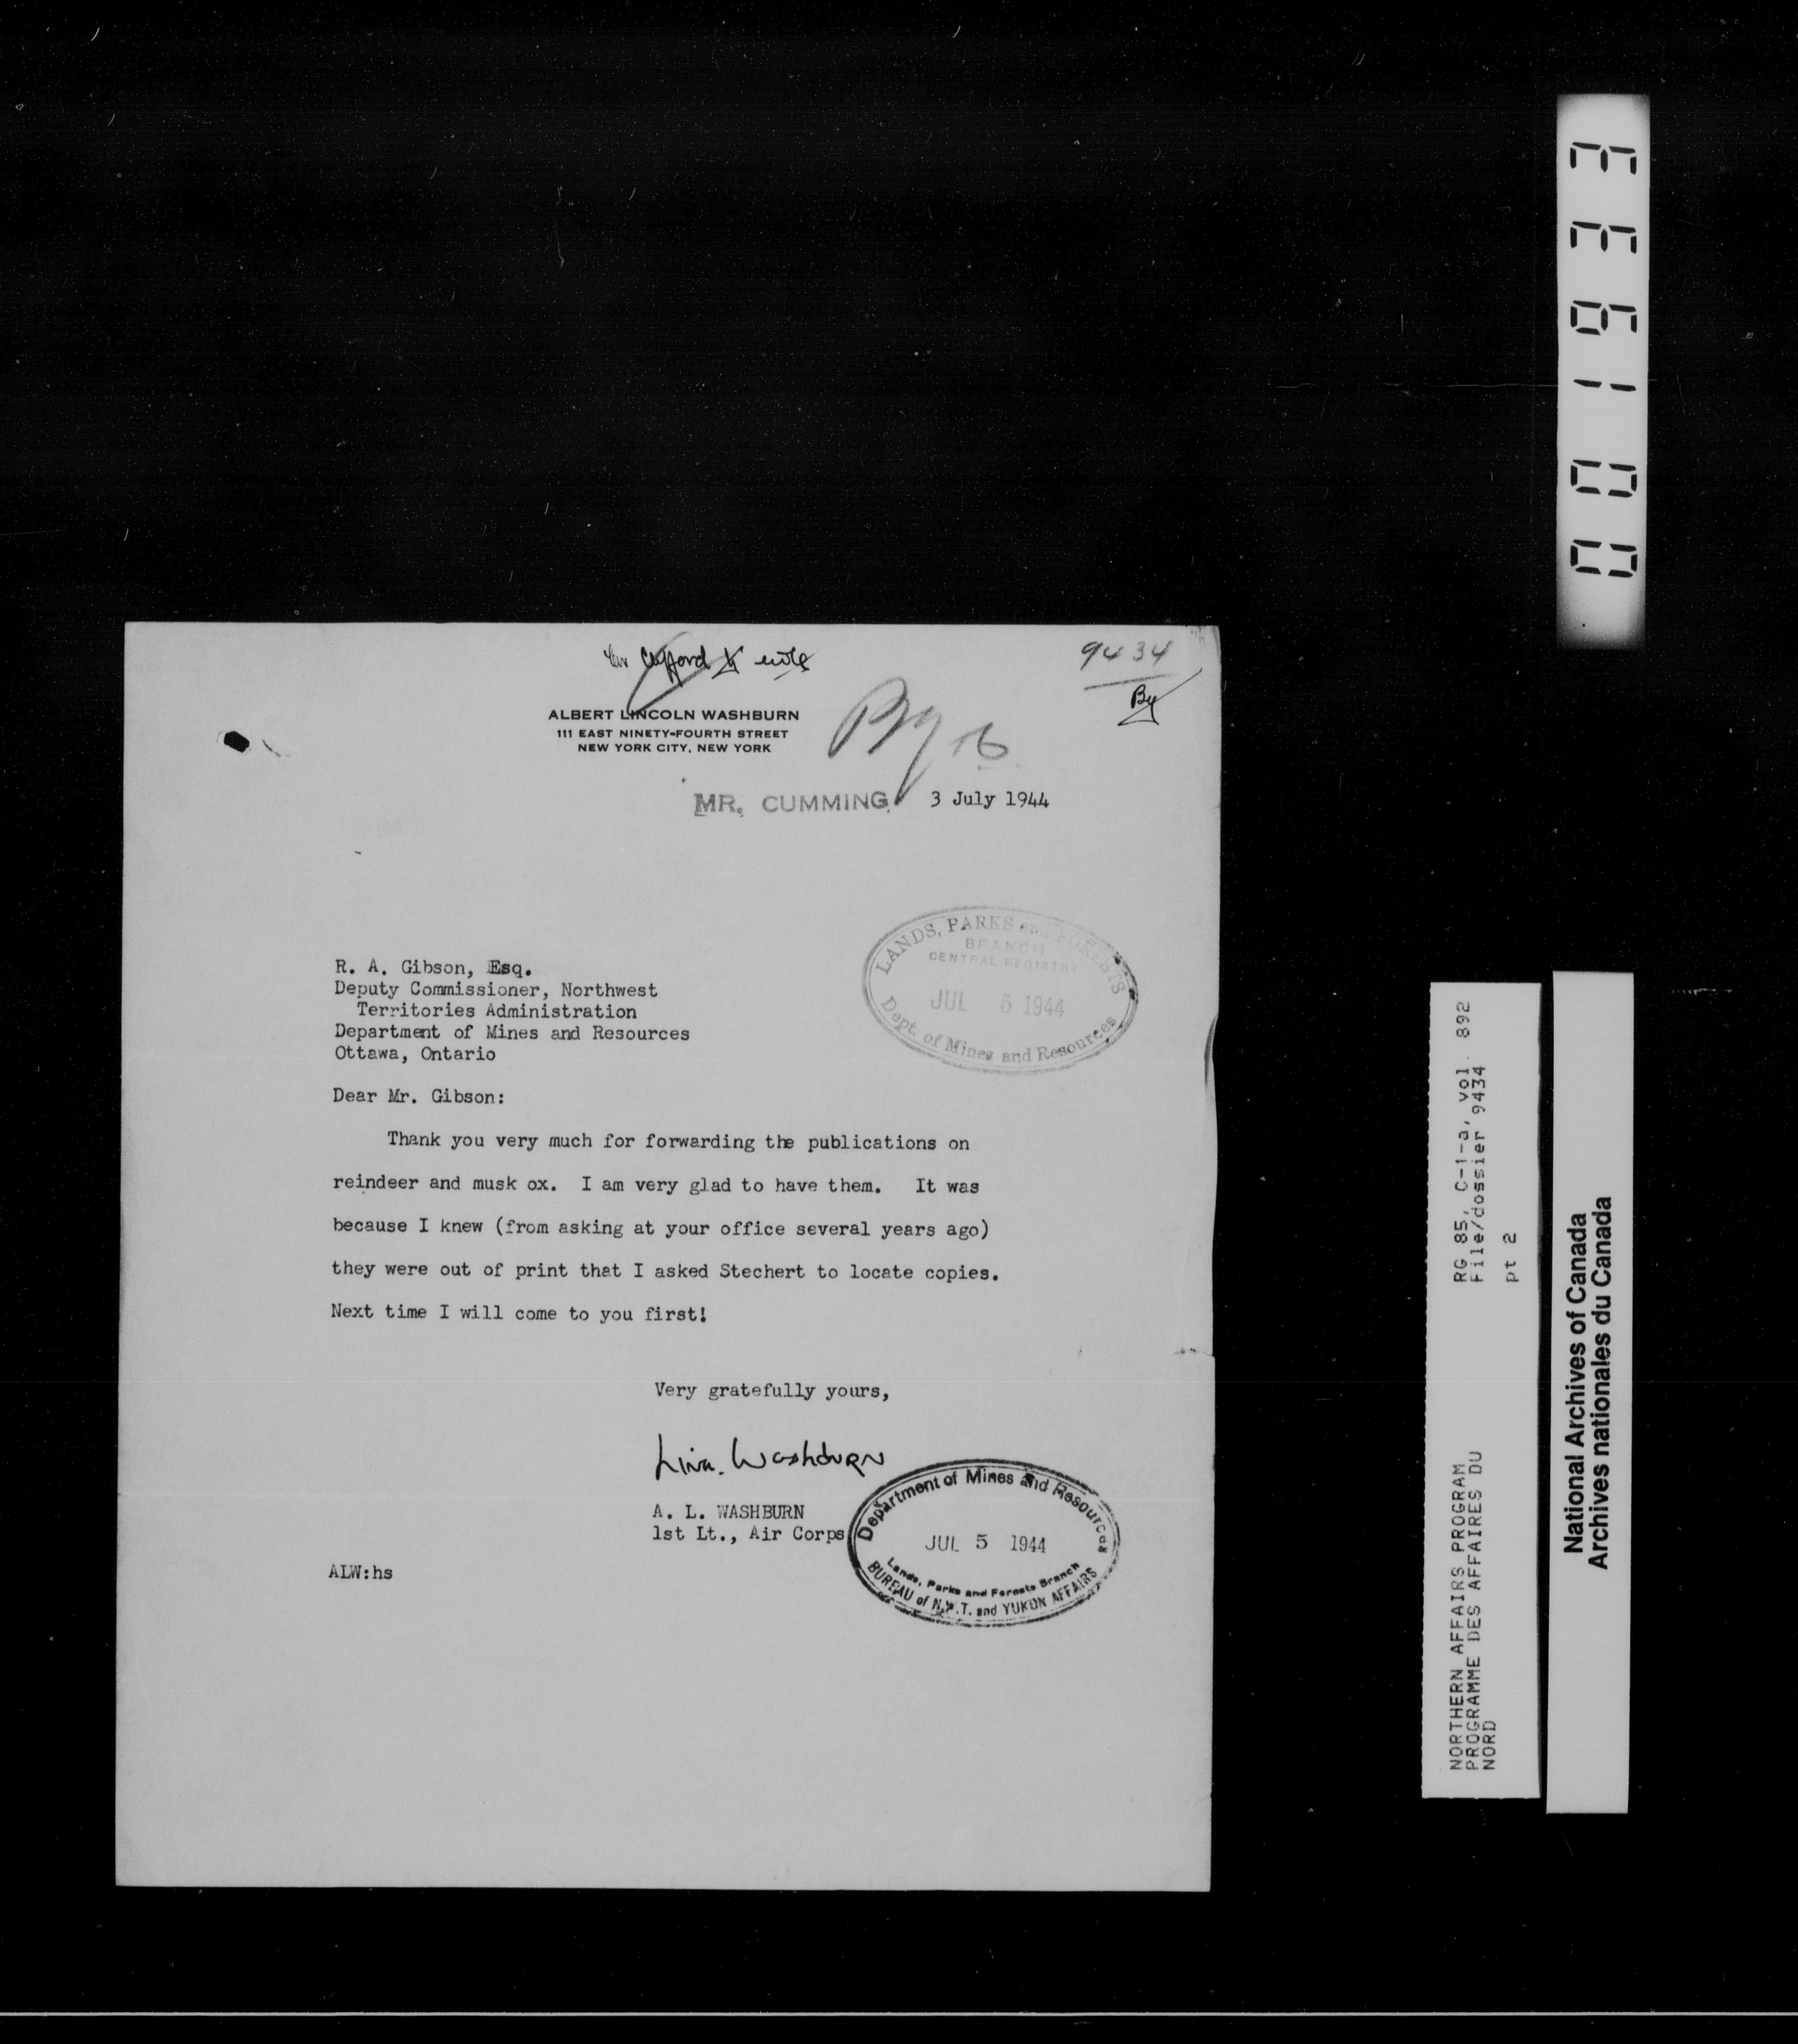 9434
By
ALBERT LINCOLN WASHBURN
111 EAST NINETY-FOURTH STREET
NEW YORK CITY, NEW YORK
MR. CUMMING
3 July 1944
LANDS, PARKS and FORESTS
BRANCH
CENTRAL REGISTRY
JUL 5 1944
Dept. of Mines and Resources
R. A. Gibson, Esq.
Deputy Commissioner, Northwest
Territories Administration
Department of Mines and Resources
Ottawa, Ontario
Dear Mr. Gibson:
Thank you very much for forwarding the publications on
reindeer and musk ox. I am very glad to have them. It was
because I knew (from asking at your office several years ago)
they were out of print that I asked Stechert to locate copies.
Next time I will come to you first!
Very gratefully yours,
Linc. Washburn
A. L. WASHBURN
1st Lt., Air Corps
Department of Mines and Resources
JUL 5 1944
Lands, Parks and Forests Branch
BUREAU of N.W.T. and YUKON AFFAIRS
ALW:hs
NORTHERN AFFAIRS PROGRAM
PROGRAMME DES AFFAIRES DU
NORD
RG 85, C-1-a, vol. 892
File/dossier 9434
pt 2
National Archives of Canada
Archives nationales du Canada